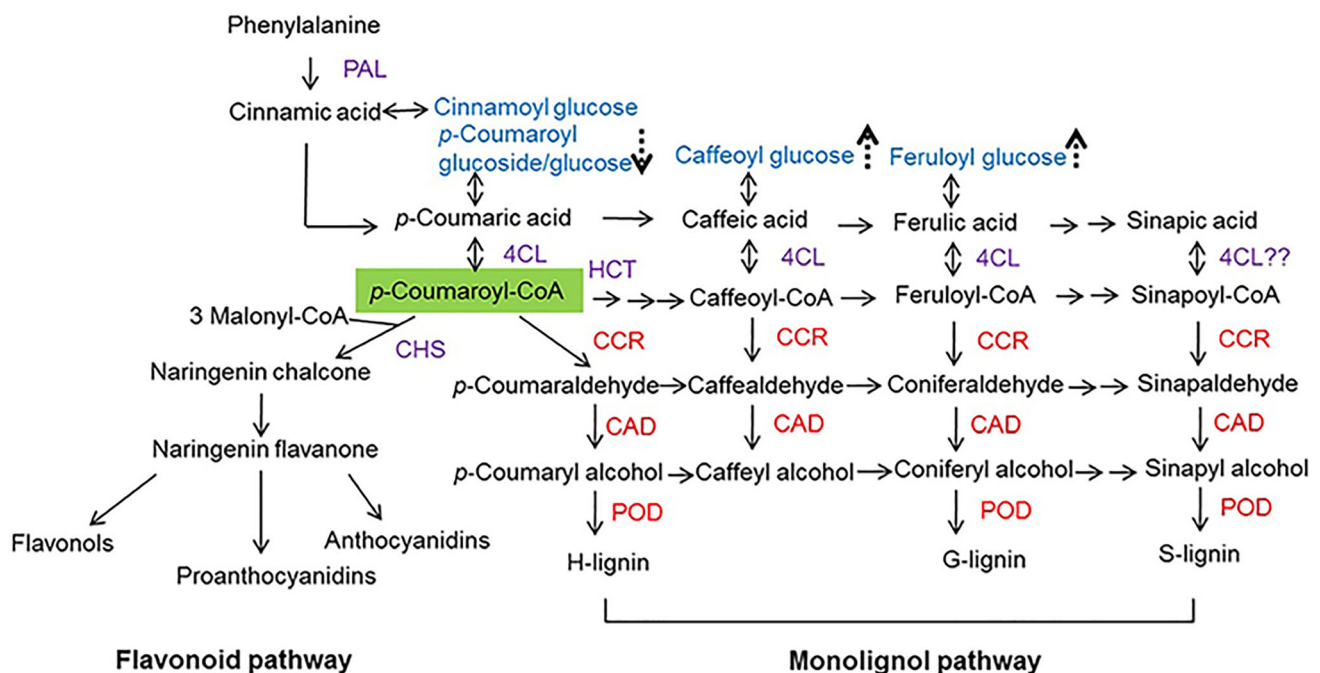 Phenylalanine
PAL
Cinnamic acid
Cinnamoyl glucose
p-Coumaroyl
glucoside/glucose
Caffeoyl glucose
Feruloyl glucose
p-Coumaric acid
Caffeic acid
Ferulic acid
Sinapic acid
4CL
4CL
4CL
4CL??
HCT
p-Coumaroyl-CoA
Caffeoyl-CoA
Feruloyl-CoA
Sinapoyl-CoA
3 Malonyl-CoA
CHS
CCR
CCR
CCR
CCR
Naringenin chalcone
p-Coumaraldehyde
Caffealdehyde
Coniferaldehyde
Sinapaldehyde
CAD
CAD
CAD
CAD
Naringenin flavanone
p-Coumaryl alcohol
Caffeyl alcohol
Coniferyl alcohol
Sinapyl alcohol
POD
POD
POD
Flavonols
Proanthocyanidins
Anthocyanidins
H-lignin
G-lignin
S-lignin
Flavonoid pathway
Monolignol pathway